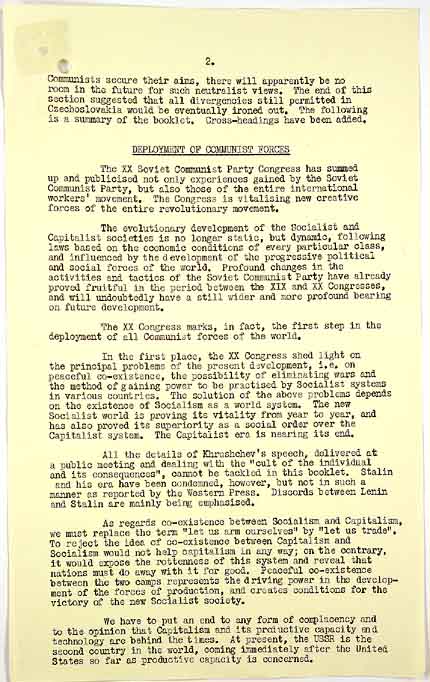 2.
Communists secure their aims, there will apparently be no
room in the future for such neutralist views. The end of this
section suggested that all divergencies still permitted in
Czechoslovakia would be eventually ironed out. The following
is a summary of the booklet. Cross-headings have been added.
DEPLOYMENT OF COMMUNIST FORCES
The XX Soviet Communist Party Congress has summed
up and publicised not only experiences gained by the Soviet
Communist Party, but also those of the entire international
workers' movement. The Congress is vitalising new creative
forces of the entire revolutionary movement.
The evolutionary development of the Socialist and
Capitalist societies is no longer static, but dynamic, following
laws based on the economic conditions of every particular class,
and influenced by the development of the progressive political
and social forces of the world. Profound changes in the
activities and tactics of the Soviet Communist Party have already
proved fruitful in the period between the XIX and XX Congresses,
and will undoubtedly have a still wider and more profound bearing
on future development.
The XX Congress marks, in fact, the first step in the
deployment of all Communist forces of the world.
In the first place, the XX Congress shed light on
the principal problems of the present development, i.e. on
peaceful co-existence, the possibility of eliminating wars and
the method of gaining power to be practised by Socialist systems
in various countries. The solution of the above problems depends
on the existence of Socialism as a world system. The new
Socialist world is proving its vitality from year to year, and
has also proved its superiority as a social order over the
Capitalist system. The Capitalist era is nearing its end.
All the details of Khrushchev's speech, delivered at
a public meeting and dealing with the "cult of the individual
and its consequences", cannot be tackled in this booklet. Stalin
and his era have been condemned, however, but not in such a
manner as reported by the Western Press. Discords between Lenin
and Stalin are mainly being emphasised.
As regards co-existence between Socialism and Capitalism,
we must replace the term "let us arm ourselves" by "let us trade".
To reject the idea of co-existence between Capitalism and
Socialism would not help capitalism in any way; on the contrary,
it would expose the rottenness of this system and reveal that
nations must do away with it for good. Peaceful co-existence
between the two camps represents the driving power in the develop-
ment of the forces of production, and creates conditions for the
victory of the new Socialist society.
We have to put an end to any form of complacency and
to the opinion that Capitalism and its productive capacity and
technology are behind the times. At present, the USSR is the
second country in the world, coming immediately after the United
States so far as productive capacity is concerned.